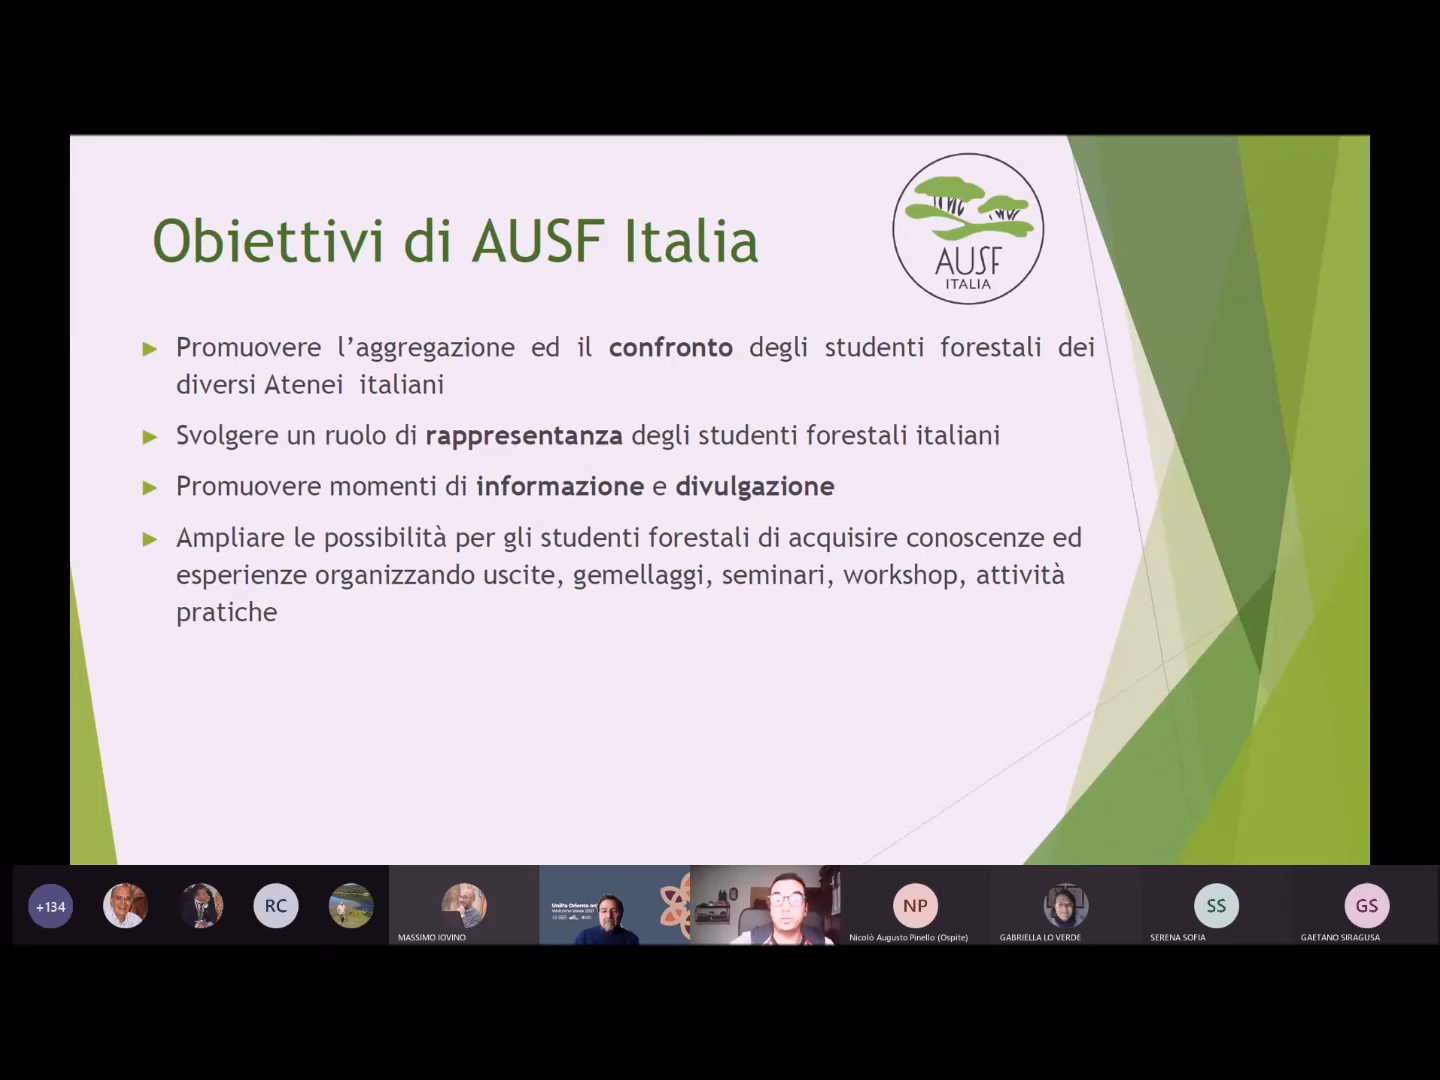 Obiettivi di AUSF Italia
AUSF
ITALIA
Promuovere l’aggregazione ed il confronto degli studenti forestali dei
diversi Atenei italiani
Svolgere un ruolo di rappresentanza degli studenti forestali italiani
Promuovere momenti di informazione e divulgazione
Ampliare le possibilità per gli studenti forestali di acquisire conoscenze ed
esperienze organizzando uscite, gemellaggi, seminari, workshop, attività
pratiche
+134
RC
MASSIMO IOVINO
Welcome Week 2021
NP
Nicolò Augusto Pinello (Ospite)
GABRIELLA LO VERDE
SS
SERENA SOFIA
GS
GAETANO SIRAGUSA